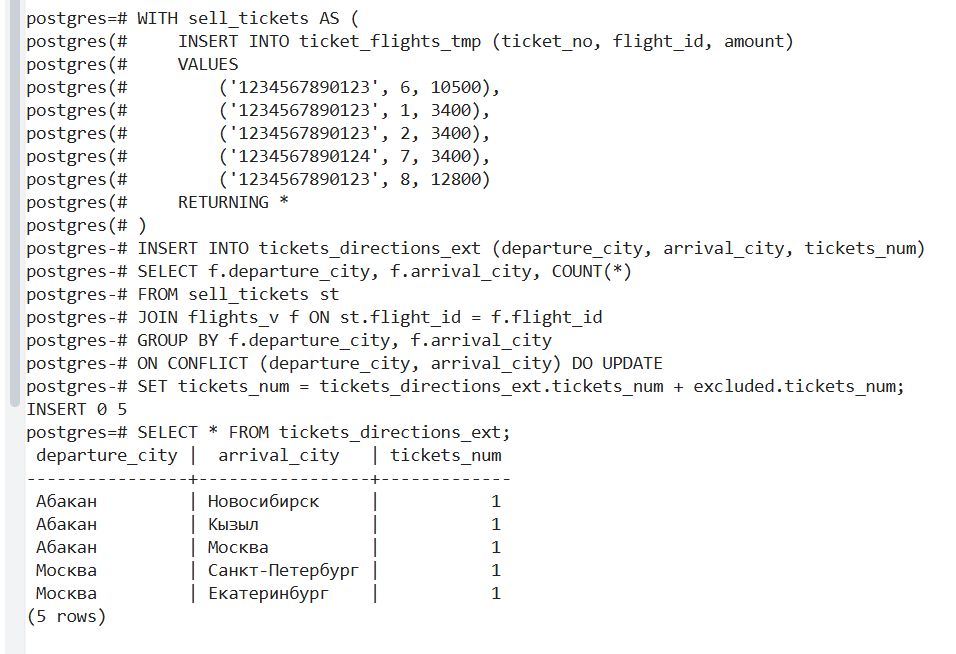 postgres=# WITH sell_tickets AS (
postgres(#     INSERT INTO ticket_flights_tmp (ticket_no, flight_id, amount)
postgres(#     VALUES
postgres(#         ('1234567890123', 6, 10500),
postgres(#         ('1234567890123', 1, 3400),
postgres(#         ('1234567890123', 2, 3400),
postgres(#         ('1234567890124', 7, 3400),
postgres(#         ('1234567890123', 8, 12800)
postgres(#     RETURNING *
postgres(# )
postgres-# INSERT INTO tickets_directions_ext (departure_city, arrival_city, tickets_num)
postgres-# SELECT f.departure_city, f.arrival_city, COUNT(*)
postgres-# FROM sell_tickets st
postgres-# JOIN flights_v f ON st.flight_id = f.flight_id
postgres-# GROUP BY f.departure_city, f.arrival_city
postgres-# ON CONFLICT (departure_city, arrival_city) DO UPDATE
postgres-# SET tickets_num = tickets_directions_ext.tickets_num + excluded.tickets_num;
INSERT 0 5
postgres=# SELECT * FROM tickets_directions_ext;
 departure_city |  arrival_city   | tickets_num
----------------+-----------------+-------------
 Абакан         | Новосибирск     |           1
 Абакан         | Кызыл           |           1
 Абакан         | Москва          |           1
 Москва         | Санкт-Петербург |           1
 Москва         | Екатеринбург    |           1
(5 rows)